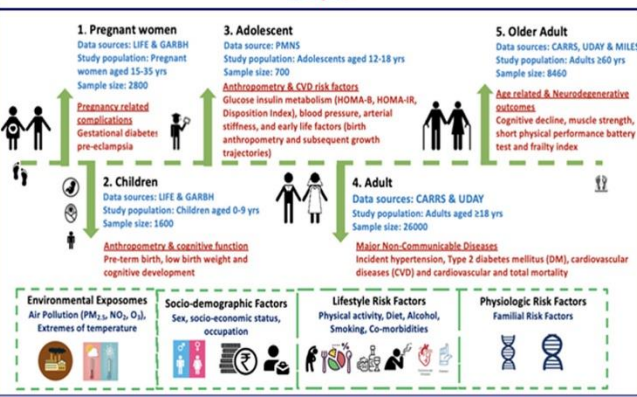 1. Pregnant women
Data sources: LIFE & GARBH
Study population: Pregnant
women aged 15-35 years
Sample size: 2800
Pregnancy related
complications
Gestational diabetes
pre-eclampsia
3. Adolescent
Data sources: PMNS
Study population: Adolescents aged 12-18 yrs
Sample size: 700
Anthropometry & CVD risk factors
Glucose insulin metabolism (HOMA-B, HOMA-IR,
Disposition Index), blood pressure, arterial
stiffness, and early life factors (birth
anthropometry and subsequent growth
trajectories)
5. Older Adult
Data sources: CARRS, UDAY & MILES
Study population: Adults ≥60 yrs
Sample size: 8460
Age related & Neurodegenerative
outcomes
Cognitive decline, muscle strength,
short physical performance battery
test and frailty index
2. Children
Data sources: LIFE & GARBH
Study population: Children aged 0-9 yrs
Sample size: 1600
Anthropometry & cognitive function
Pre-term birth, low birth weight and
cognitive development
4. Adult
Data sources: CARRS & UDAY
Study population: Adults aged ≥18 yrs
Sample size: 26000
Major Non-Communicable Diseases
Incident hypertension, Type 2 diabetes mellitus (DM), cardiovascular
diseases (CVD) and cardiovascular and total mortality
Environmental Exposomes
Air Pollution (PM2.5, NO2, O3),
Extremes of temperature
Socio-demographic Factors
Sex, socio-economic status,
occupation
Lifestyle Risk Factors
Physical activity, Diet, Alcohol,
Smoking, Co-morbidities
Physiologic Risk Factors
Familial Risk Factors